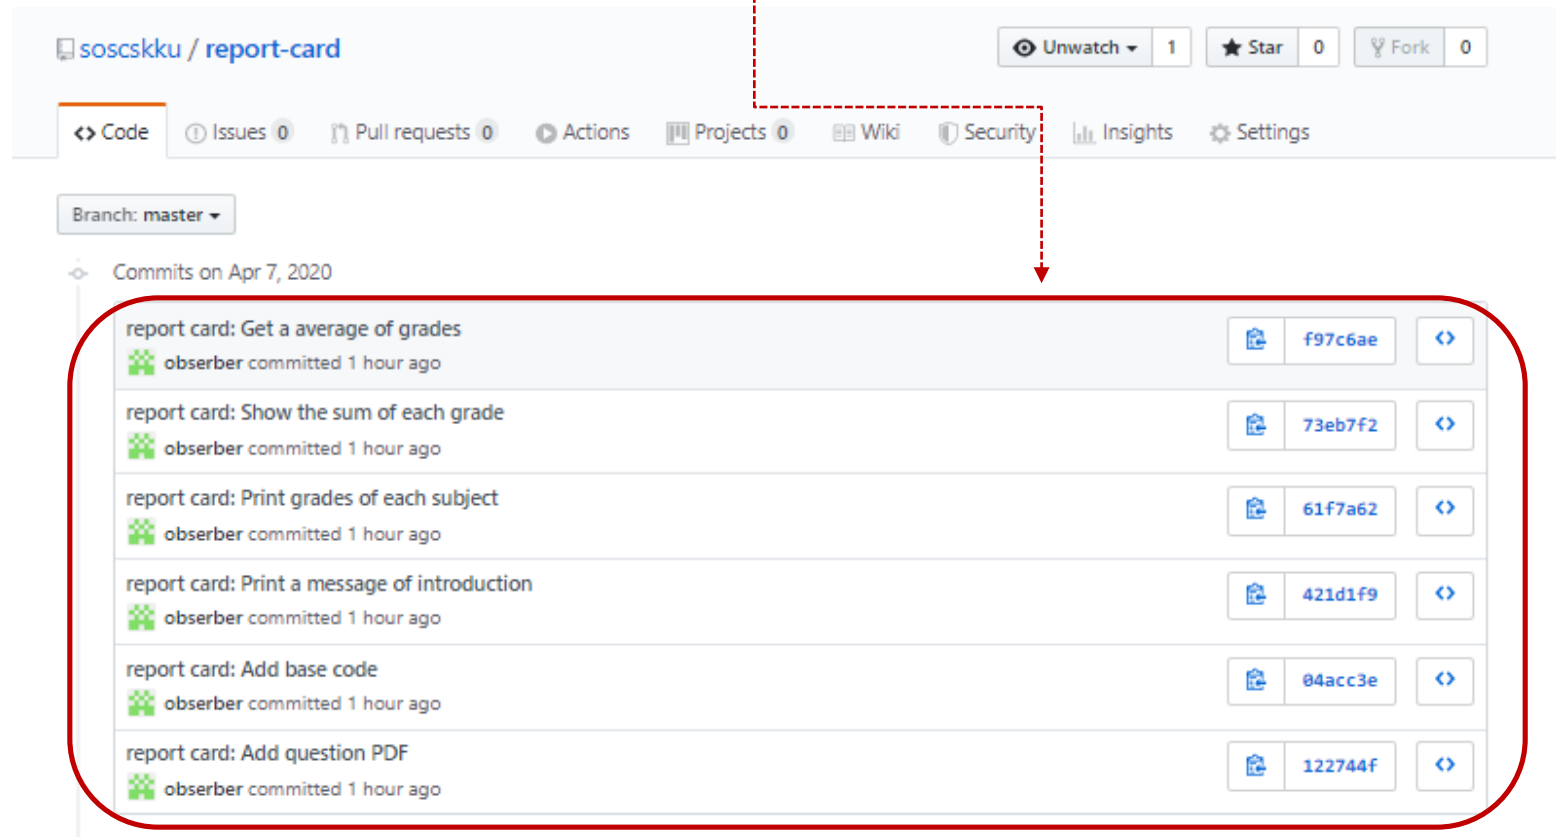 soscskku / report-card
Unwatch 1 Star 0 Fork 0
Code Issues 0 Pull requests 0 Actions Projects 0 Wiki Security Insights Settings
Branch: master
Commits on Apr 7, 2020
report card: Get a average of grades
obserber committed 1 hour ago
f97c6ae
report card: Show the sum of each grade
obserber committed 1 hour ago
73eb7f2
report card: Print grades of each subject
obserber committed 1 hour ago
61f7a62
report card: Print a message of introduction
obserber committed 1 hour ago
421d1f9
report card: Add base code
obserber committed 1 hour ago
04acc3e
report card: Add question PDF
obserber committed 1 hour ago
122744f